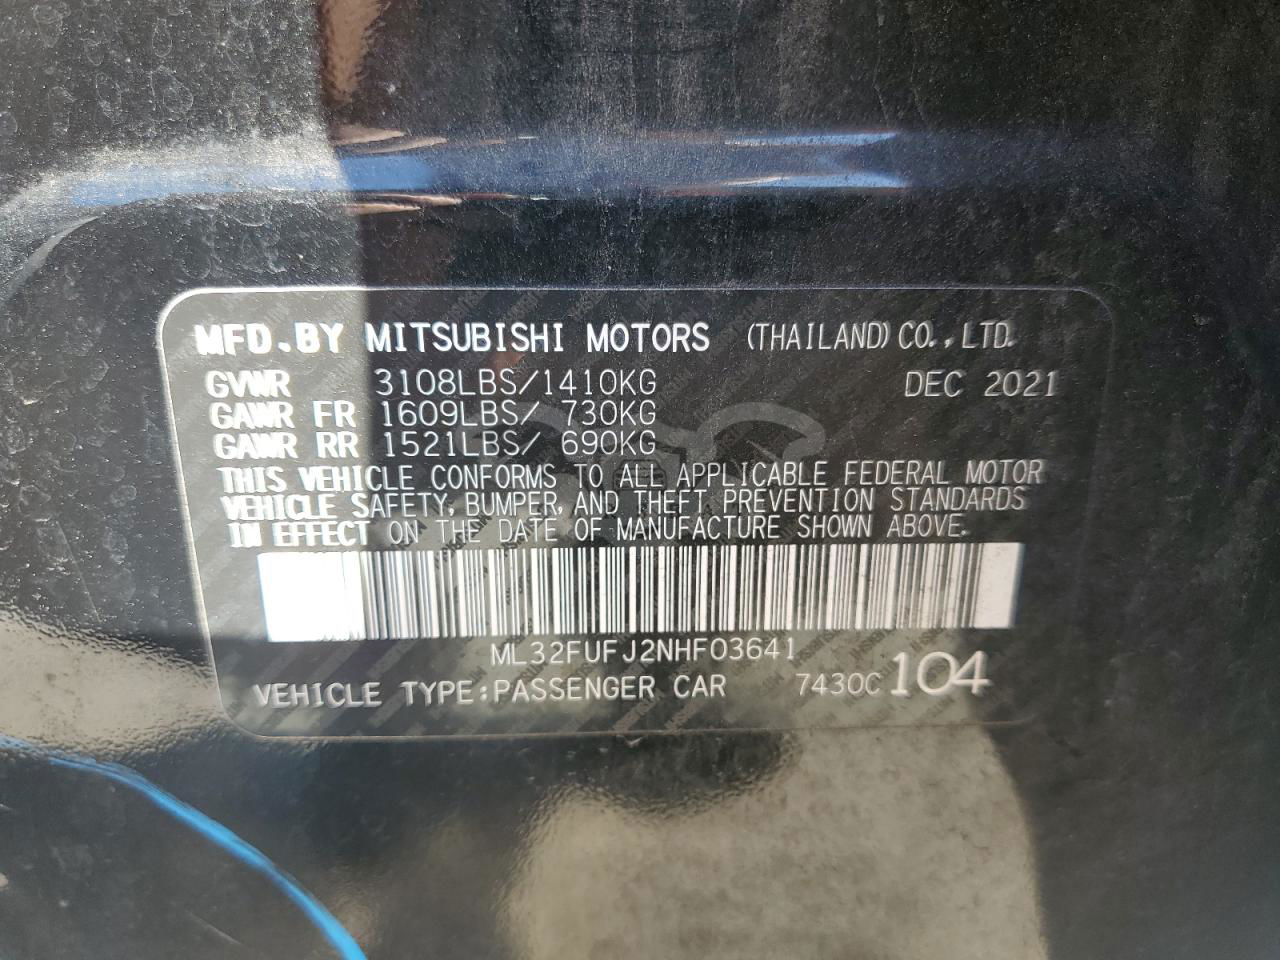 MFD.BY MITSUBISHI MOTORS (THAILAND) CO.,LTD.
GVWR 3108LBS/1410KG DEC 2021
GAWR FR 1609LBS/ 730KG
GAWR RR 1521LBS/ 690KG
THIS VEHICLE CONFORMS TO ALL APPLICABLE FEDERAL MOTOR
VEHICLE SAFETY, BUMPER, AND THEFT PREVENTION STANDARDS
IN EFFECT ON THE DATE OF MANUFACTURE SHOWN ABOVE.
ML32FUFJ2NHF03641
VEHICLE TYPE:PASSENGER CAR 7430C 104